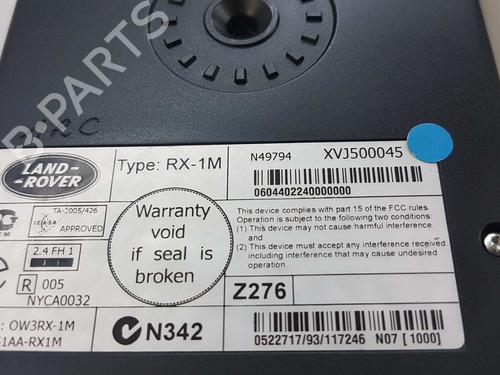 B-PARTS
LAND-
ROVER
Type: RX-1M
N49794 XVJ500045
0604402240000000
TA-2005/426
ICASA
APPROVED
Warranty
void
if seal is
broken
This device complies with part 15 of the FCC rules.
Operation is subject to the following two conditions
(1) This device may not cause harmful interference,
and
(2) This device must accept any interference received
including interference that may cause undesired
operation.
2.4 FH 1
R 005
NYCA0032
Z276
OW3RX-1M
51AA-RX1M
N342
0522717/93/117246 N07 [1000]